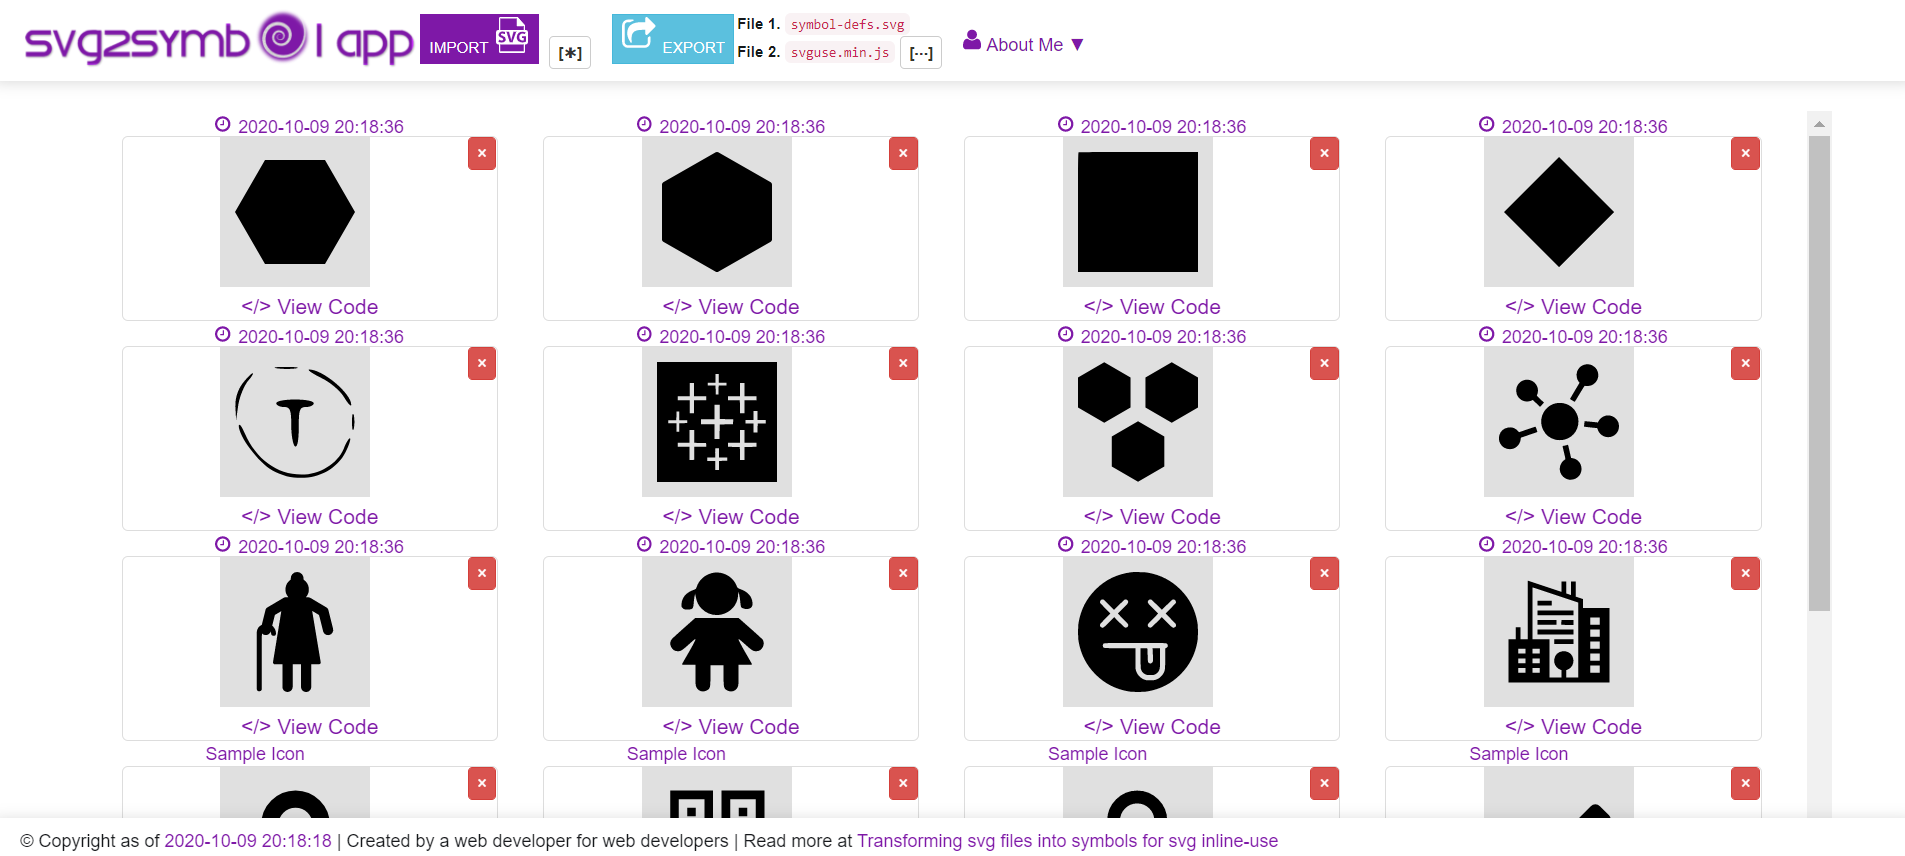 svg2symbol app IMPORT SVG [∗] EXPORT File 1. symbol-defs.svg
File 2. svguse.min.js [···] About Me ▼
2020-10-09 20:18:36 2020-10-09 20:18:36 2020-10-09 20:18:36 2020-10-09 20:18:36
× × × ×
</> View Code </> View Code </> View Code </> View Code
2020-10-09 20:18:36 2020-10-09 20:18:36 2020-10-09 20:18:36 2020-10-09 20:18:36
× × × ×
T
</> View Code </> View Code </> View Code </> View Code
2020-10-09 20:18:36 2020-10-09 20:18:36 2020-10-09 20:18:36 2020-10-09 20:18:36
× × × ×
</> View Code </> View Code </> View Code </> View Code
Sample Icon Sample Icon Sample Icon Sample Icon
× × × ×
© Copyright as of 2020-10-09 20:18:18 | Created by a web developer for web developers | Read more at Transforming svg files into symbols for svg inline-use